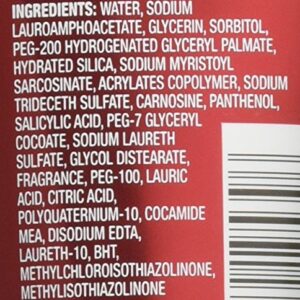 INGREDIENTS: WATER, SODIUM
LAUROAMPHOACETATE, GLYCERIN, SORBITOL,
PEG-200 HYDROGENATED GLYCERYL PALMATE,
HYDRATED SILICA, SODIUM MYRISTOYL
SARCOSINATE, ACRYLATES COPOLYMER, SODIUM
TRIDECETH SULFATE, CARNOSINE, PANTHENOL,
SALICYLIC ACID, PEG-7 GLYCERYL
COCOATE, SODIUM LAURETH
SULFATE, GLYCOL DISTEARATE,
FRAGRANCE, PEG-100, LAURIC
ACID, CITRIC ACID,
POLYQUATERNIUM-10, COCAMIDE
MEA, DISODIUM EDTA,
LAURETH-10, BHT,
METHYLCHLOROISOTHIAZOLINONE,
METHYLISOTHIAZOLINONE